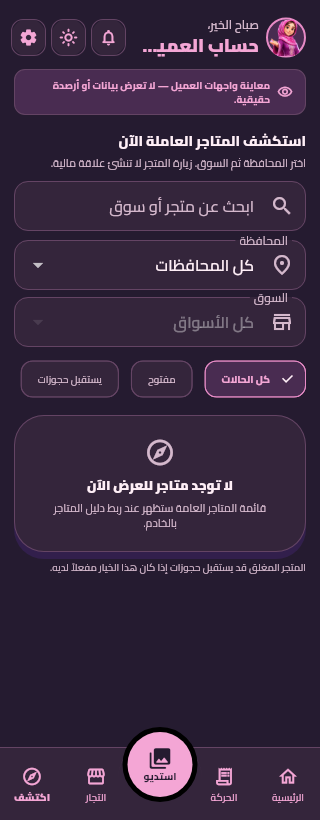 صباح الخير،
حساب العميـ...
معاينة واجهات العميل — لا تعرض بيانات أو أرصدة
حقيقية.
استكشف المتاجر العاملة الآن
اختر المحافظة ثم السوق. زيارة المتجر لا تنشئ علاقة مالية.
ابحث عن متجر أو سوق
المحافظة
كل المحافظات
السوق
كل الأسواق
كل الحالات
مفتوح
يستقبل حجوزات
لا توجد متاجر للعرض الآن
قائمة المتاجر العامة ستظهر عند ربط دليل المتاجر
بالخادم.
المتجر المغلق قد يستقبل حجوزات إذا كان هذا الخيار مفعلاً لديه.
الرئيسية
الحركة
استديو
التجار
اكتشف